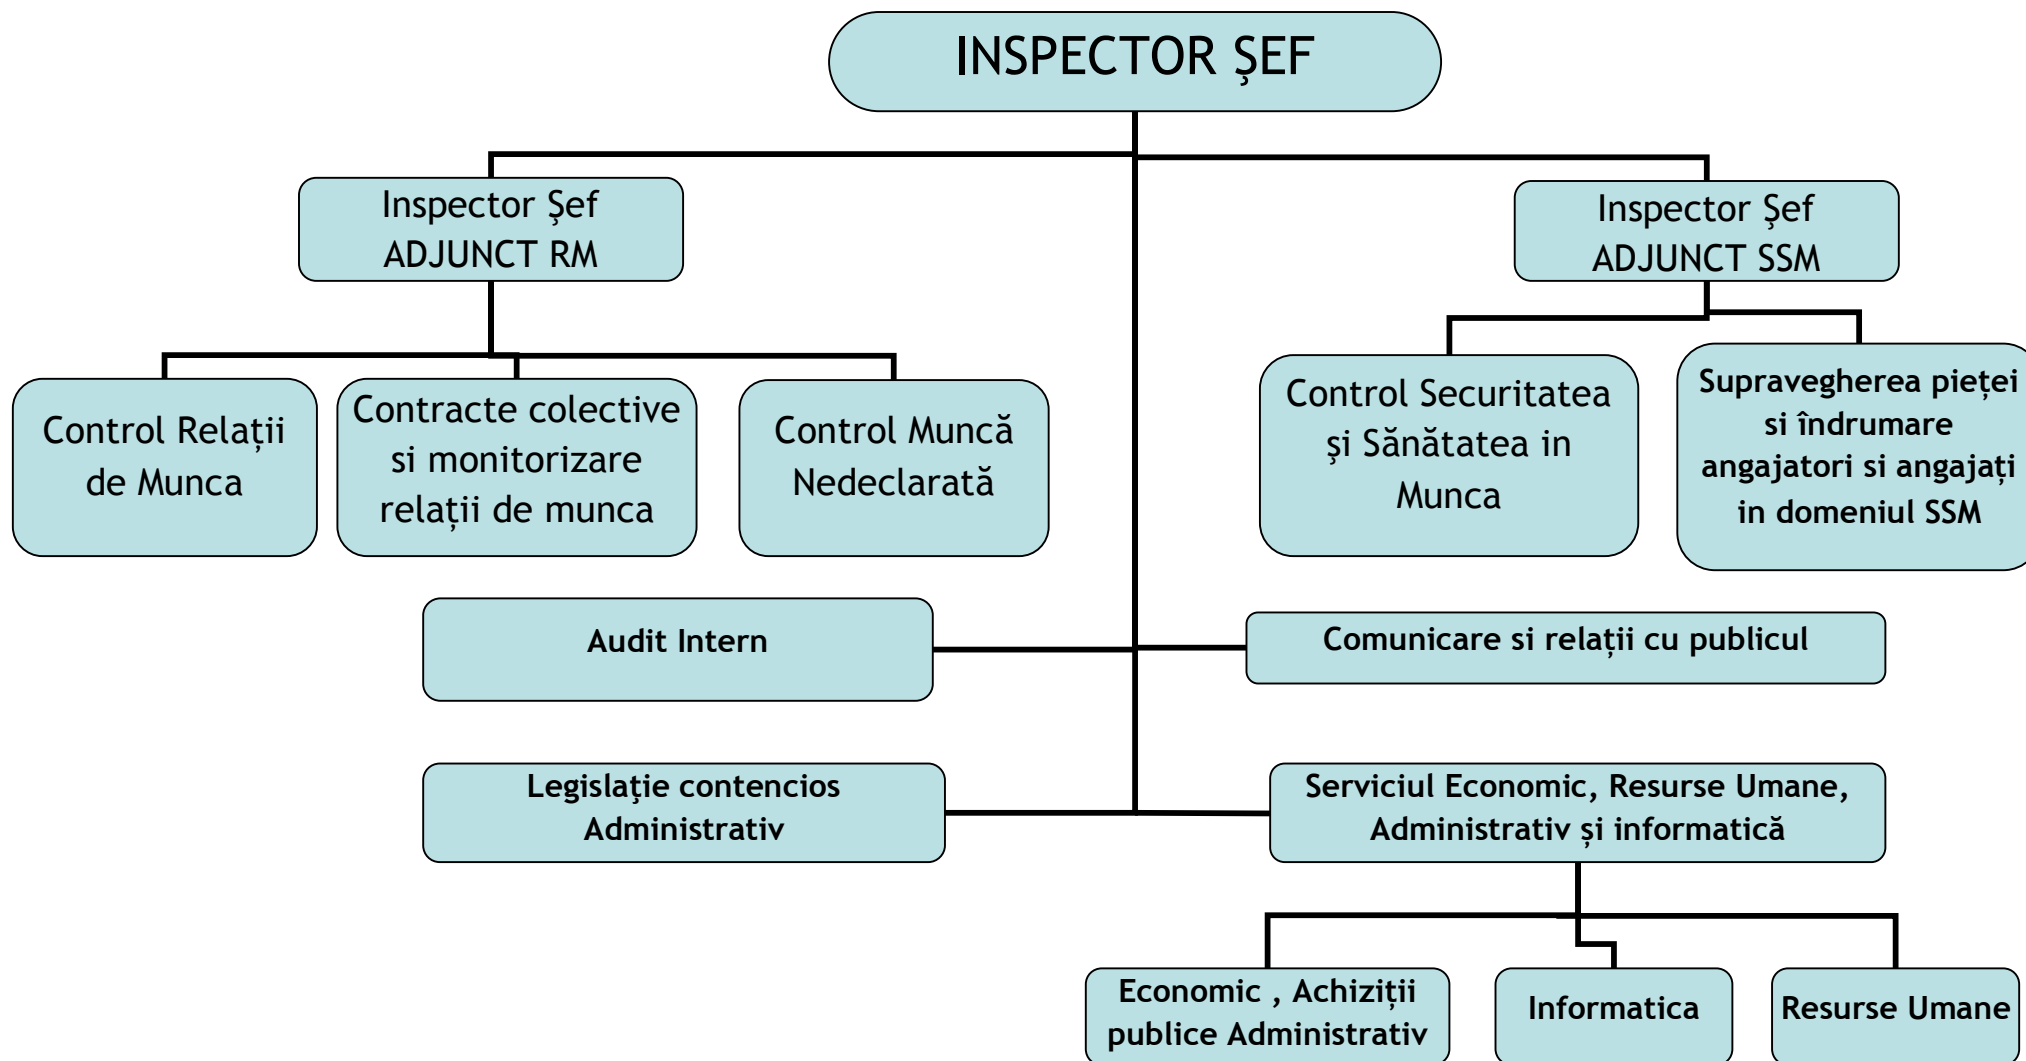 INSPECTOR ŞEF
Inspector Şef
ADJUNCT RM
Inspector Şef
ADJUNCT SSM
Control Relații
de Munca
Contracte colective
si monitorizare
relații de munca
Control Muncă
Nedeclarată
Control Securitatea
şi Sănătatea in
Munca
Supravegherea pieței
si îndrumare
angajatori si angajați
in domeniul SSM
Audit Intern
Comunicare si relații cu publicul
Legislaţie contencios
Administrativ
Serviciul Economic, Resurse Umane,
Administrativ și informatică
Economic , Achiziții
publice Administrativ
Informatica
Resurse Umane